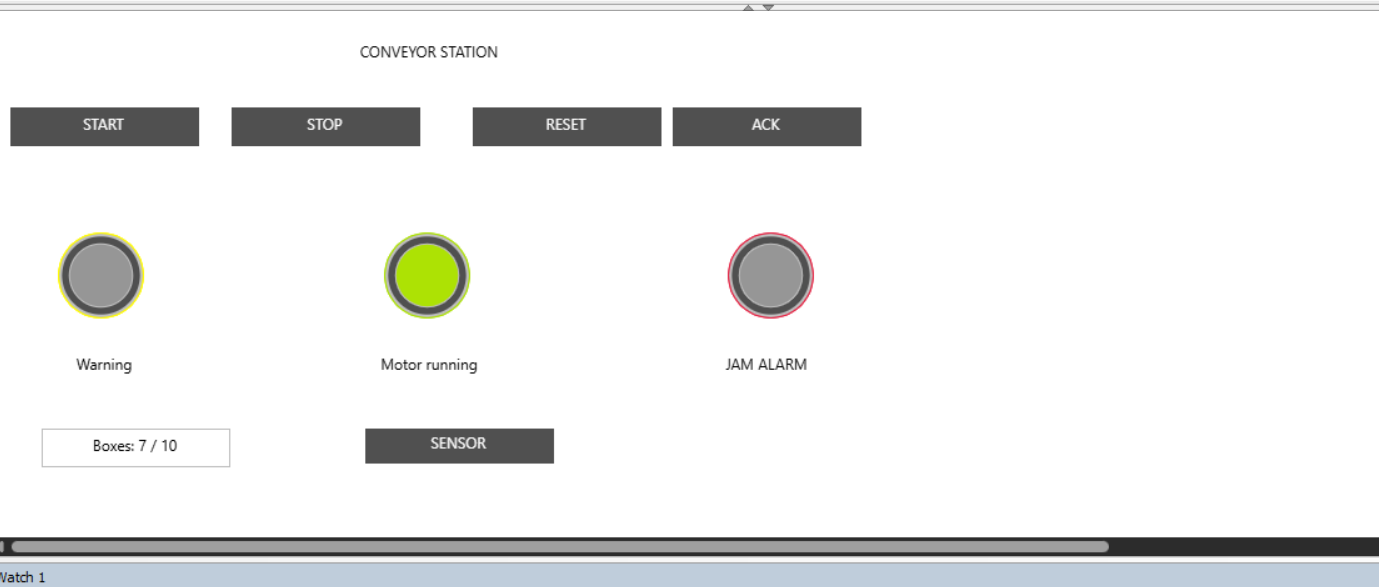 CONVEYOR STATION
START STOP RESET ACK
Warning Motor running JAM ALARM
Boxes: 7 / 10 SENSOR
Watch 1